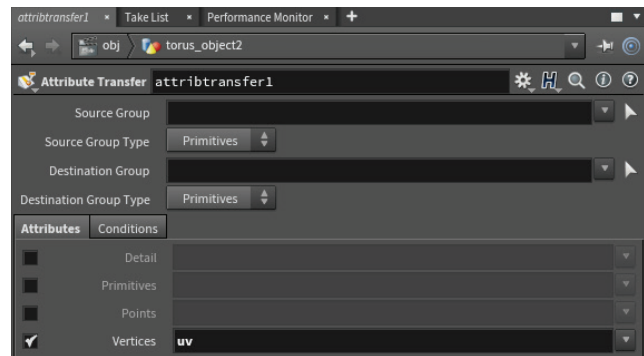 attribtransfer1 × Take List × Performance Monitor × +
obj torus_object2
Attribute Transfer attribtransfer1
Source Group
Source Group Type Primitives
Destination Group
Destination Group Type Primitives
Attributes Conditions
Detail
Primitives
Points
Vertices uv